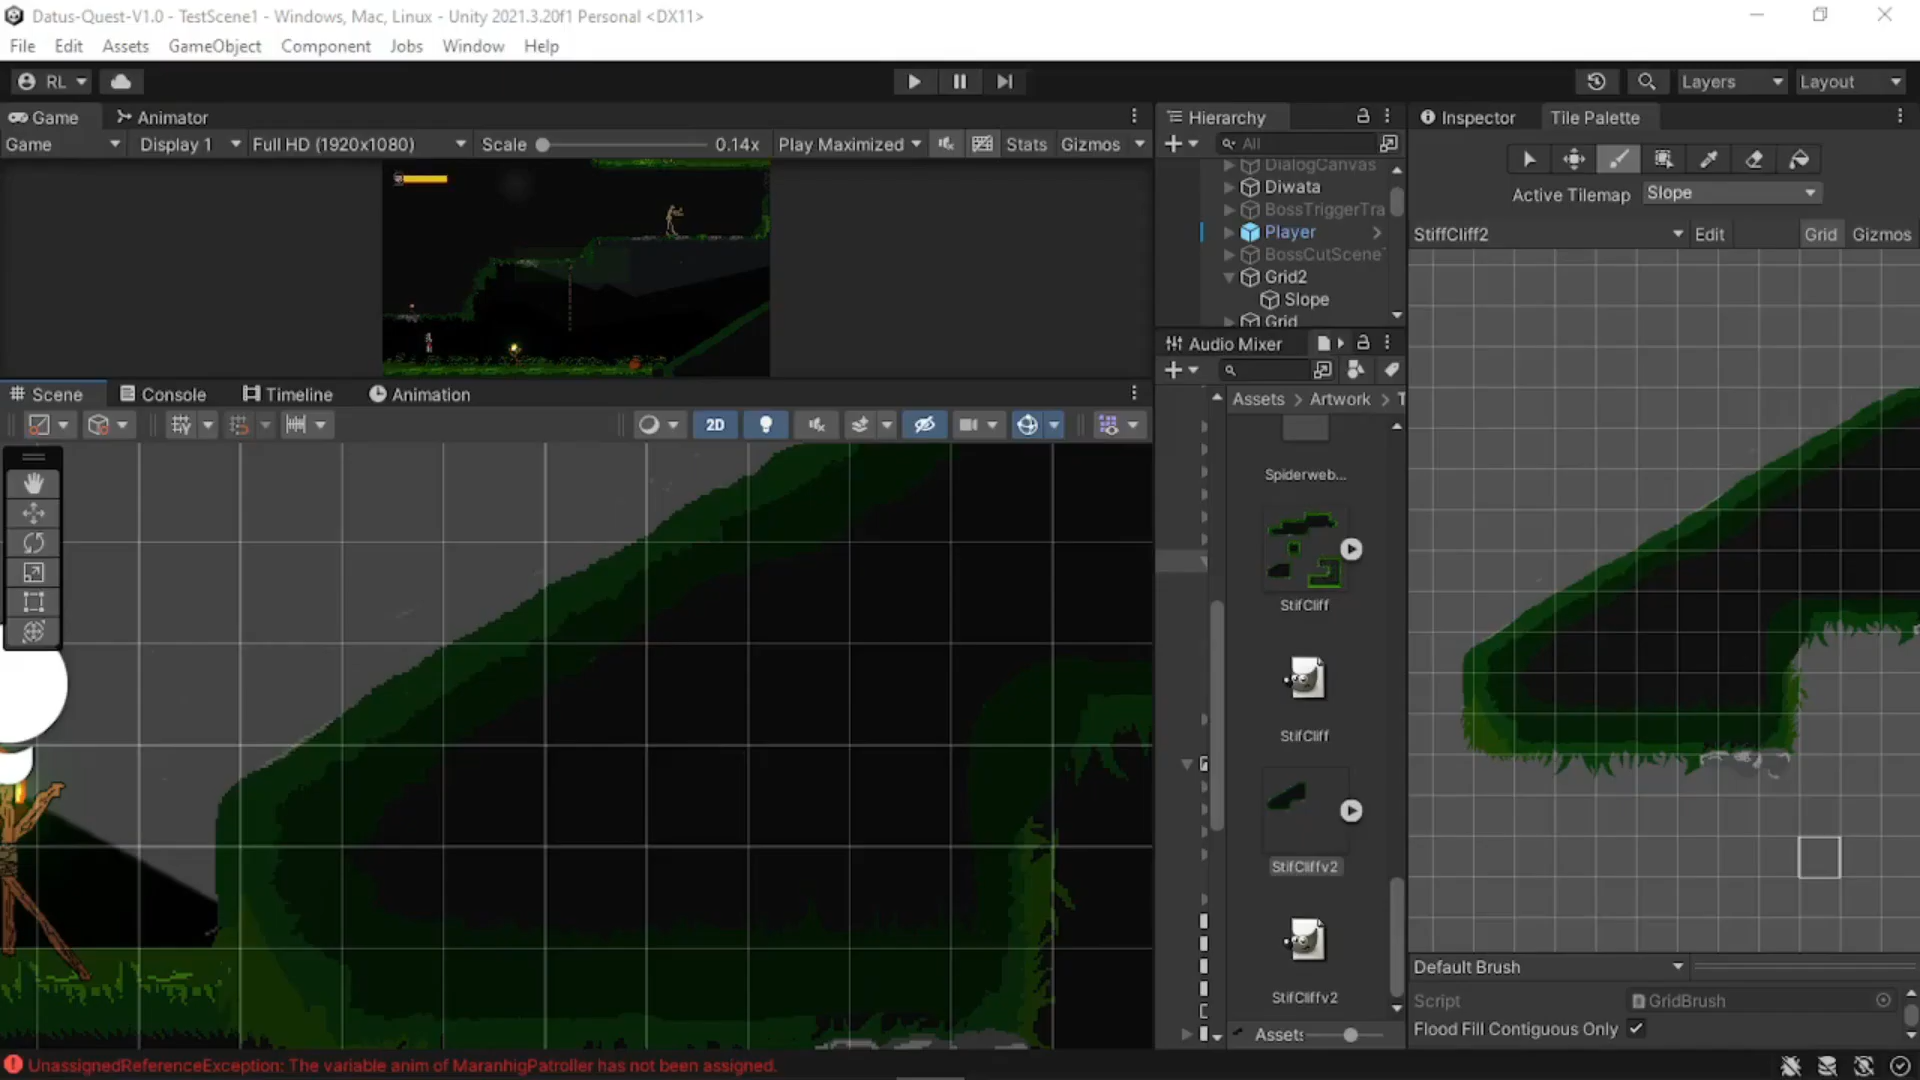 Datus-Quest-V1.0 - TestScene1 - Windows, Mac, Linux - Unity 2021.3.20f1 Personal <DX11>
File Edit Assets GameObject Component Jobs Window Help
RL Layers Layout
Game Animator
Game Display 1 Full HD (1920x1080) Scale 0.14x Play Maximized Stats Gizmos
Hierarchy
All
DialogCanvas
Diwata
BossTriggerTra
Player
BossCutScene
Grid2
Slope
Grid
Inspector Tile Palette
Active Tilemap Slope
StiffCliff2 Edit Grid Gizmos
Scene Console Timeline Animation
2D
Audio Mixer
Assets > Artwork > T
Spiderweb...
StifCliff
StifCliff
StifCliffv2
StifCliffv2
Assets
Default Brush
Script GridBrush
Flood Fill Contiguous Only
UnassignedReferenceException: The variable anim of MaranhigPatroller has not been assigned.